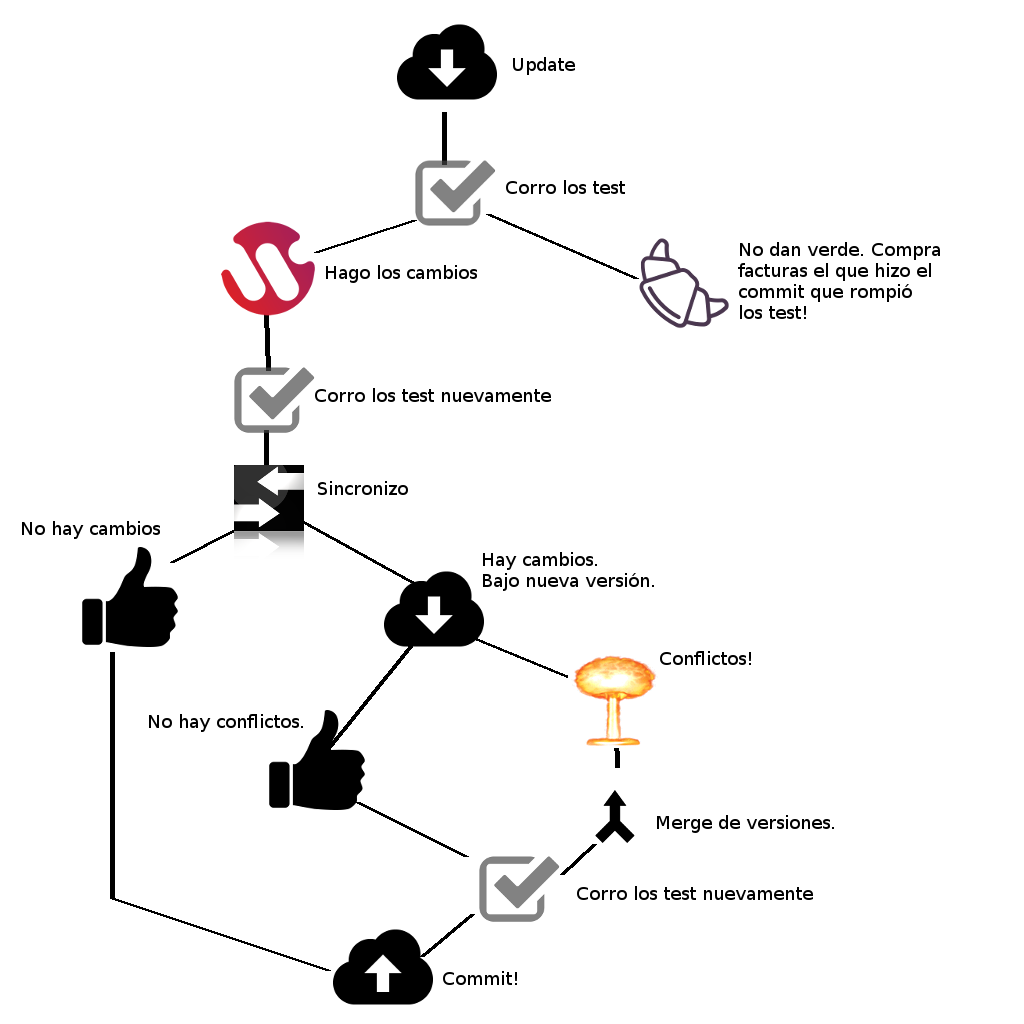 Update
Corro los test
No dan verde. Compra
facturas el que hizo el
commit que rompió
los test!
Hago los cambios
Corro los test nuevamente
Sincronizo
No hay cambios
Hay cambios.
Bajo nueva versión.
Conflictos!
No hay conflictos.
Merge de versiones.
Corro los test nuevamente
Commit!